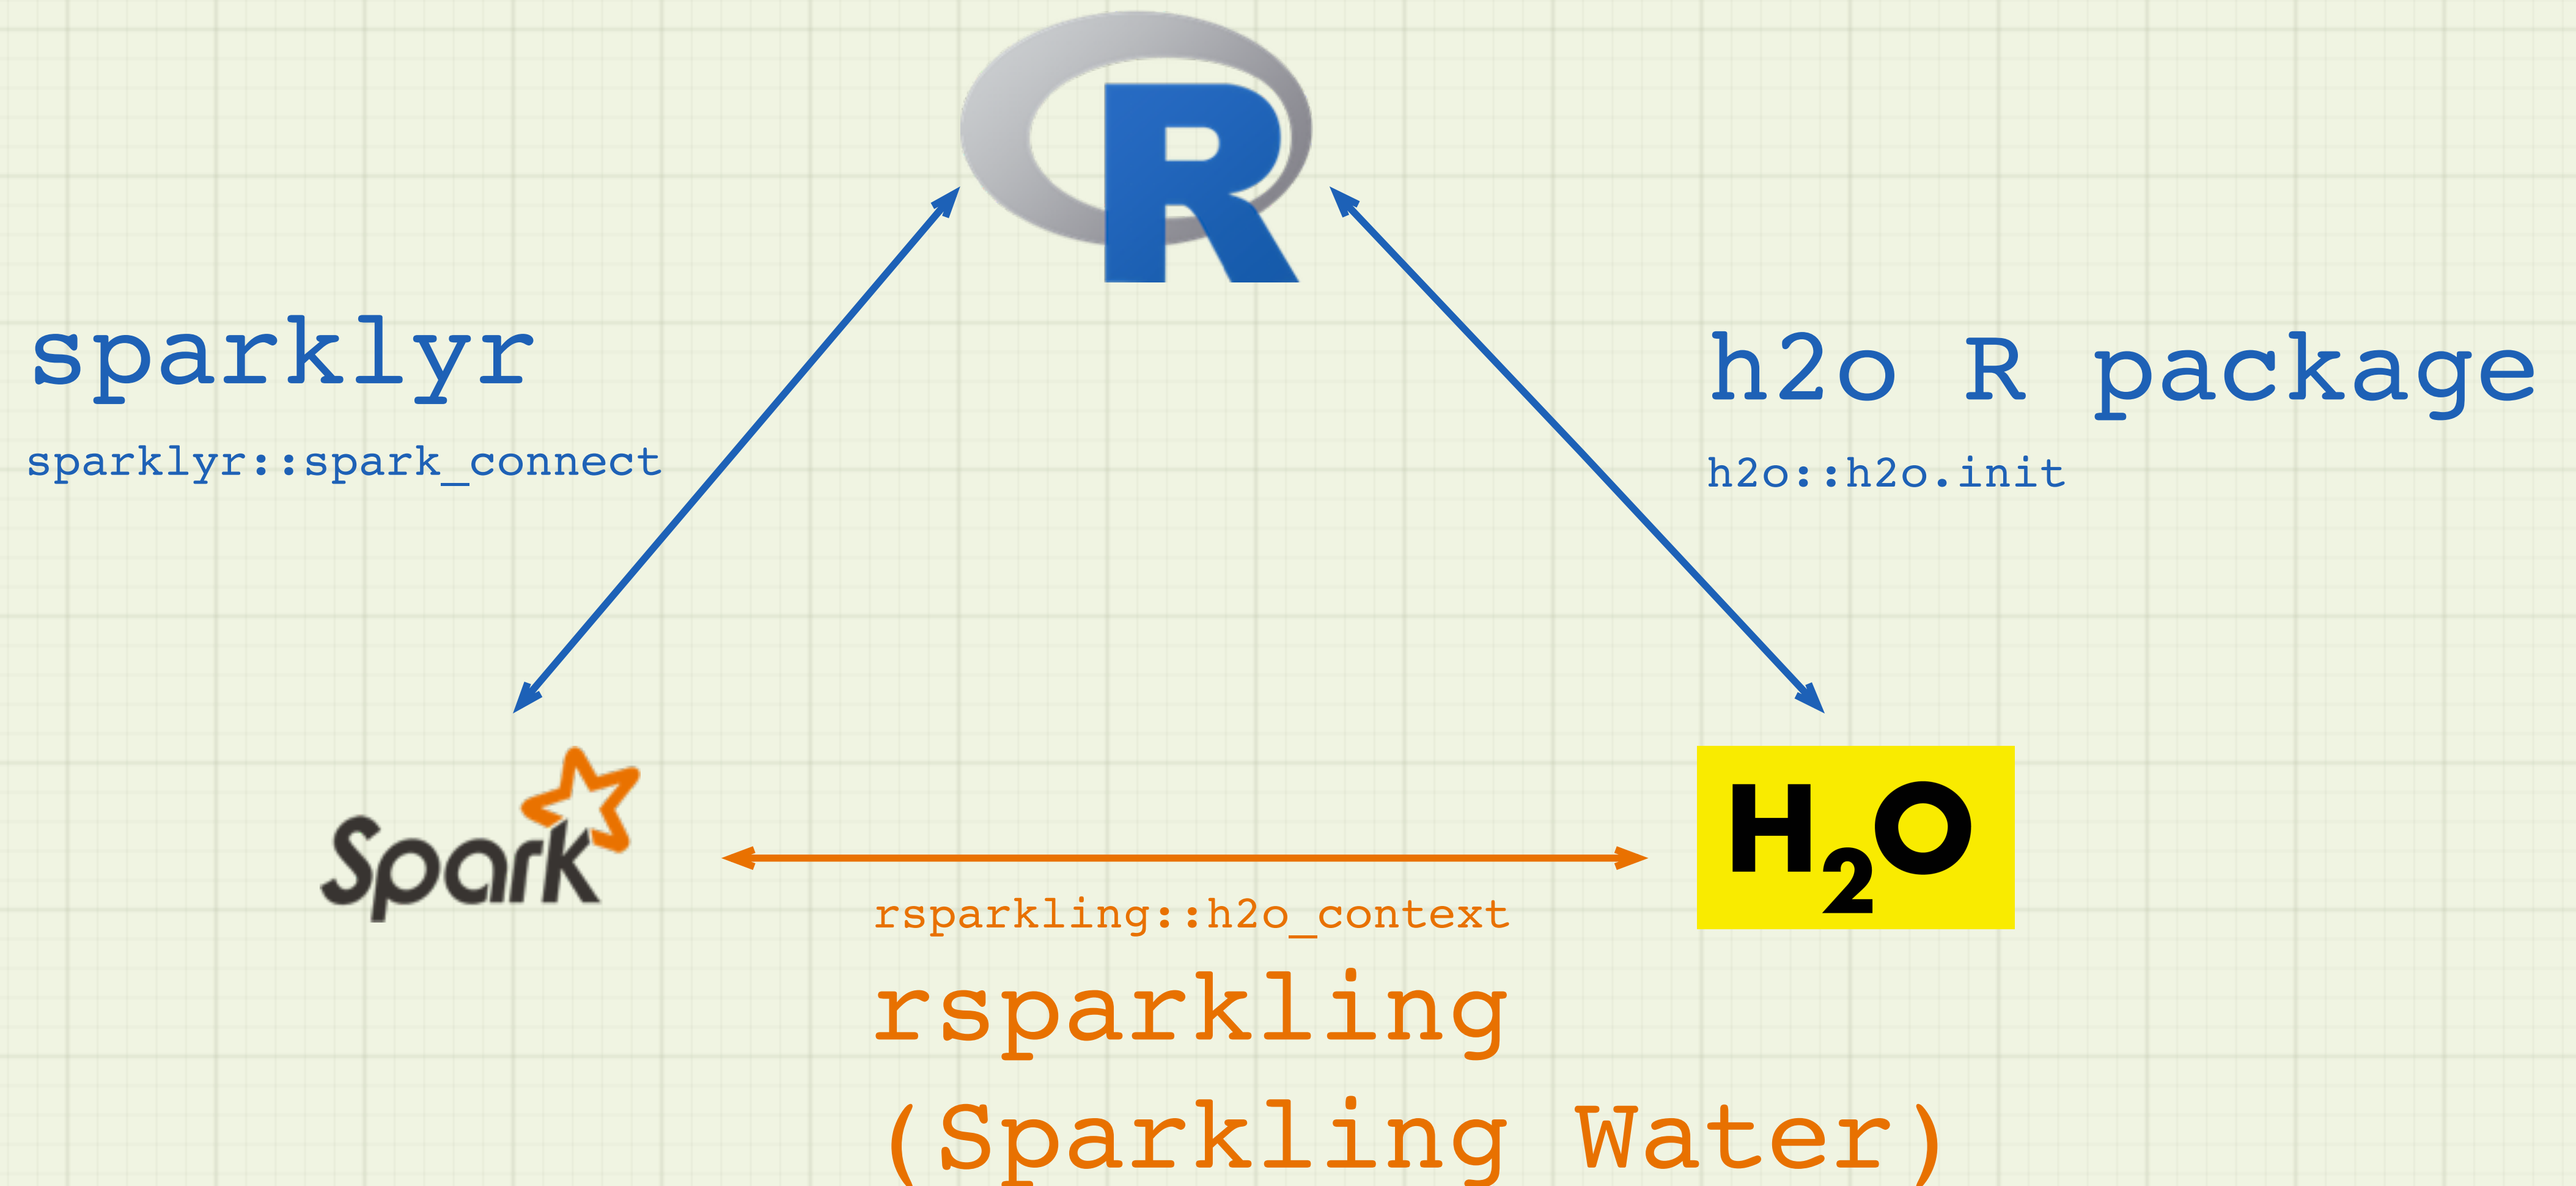 R
sparklyr
sparklyr::spark_connect
h2o R package
h2o::h2o.init
Spark
H₂O
rsparkling::h2o_context
rsparkling
(Sparkling Water)